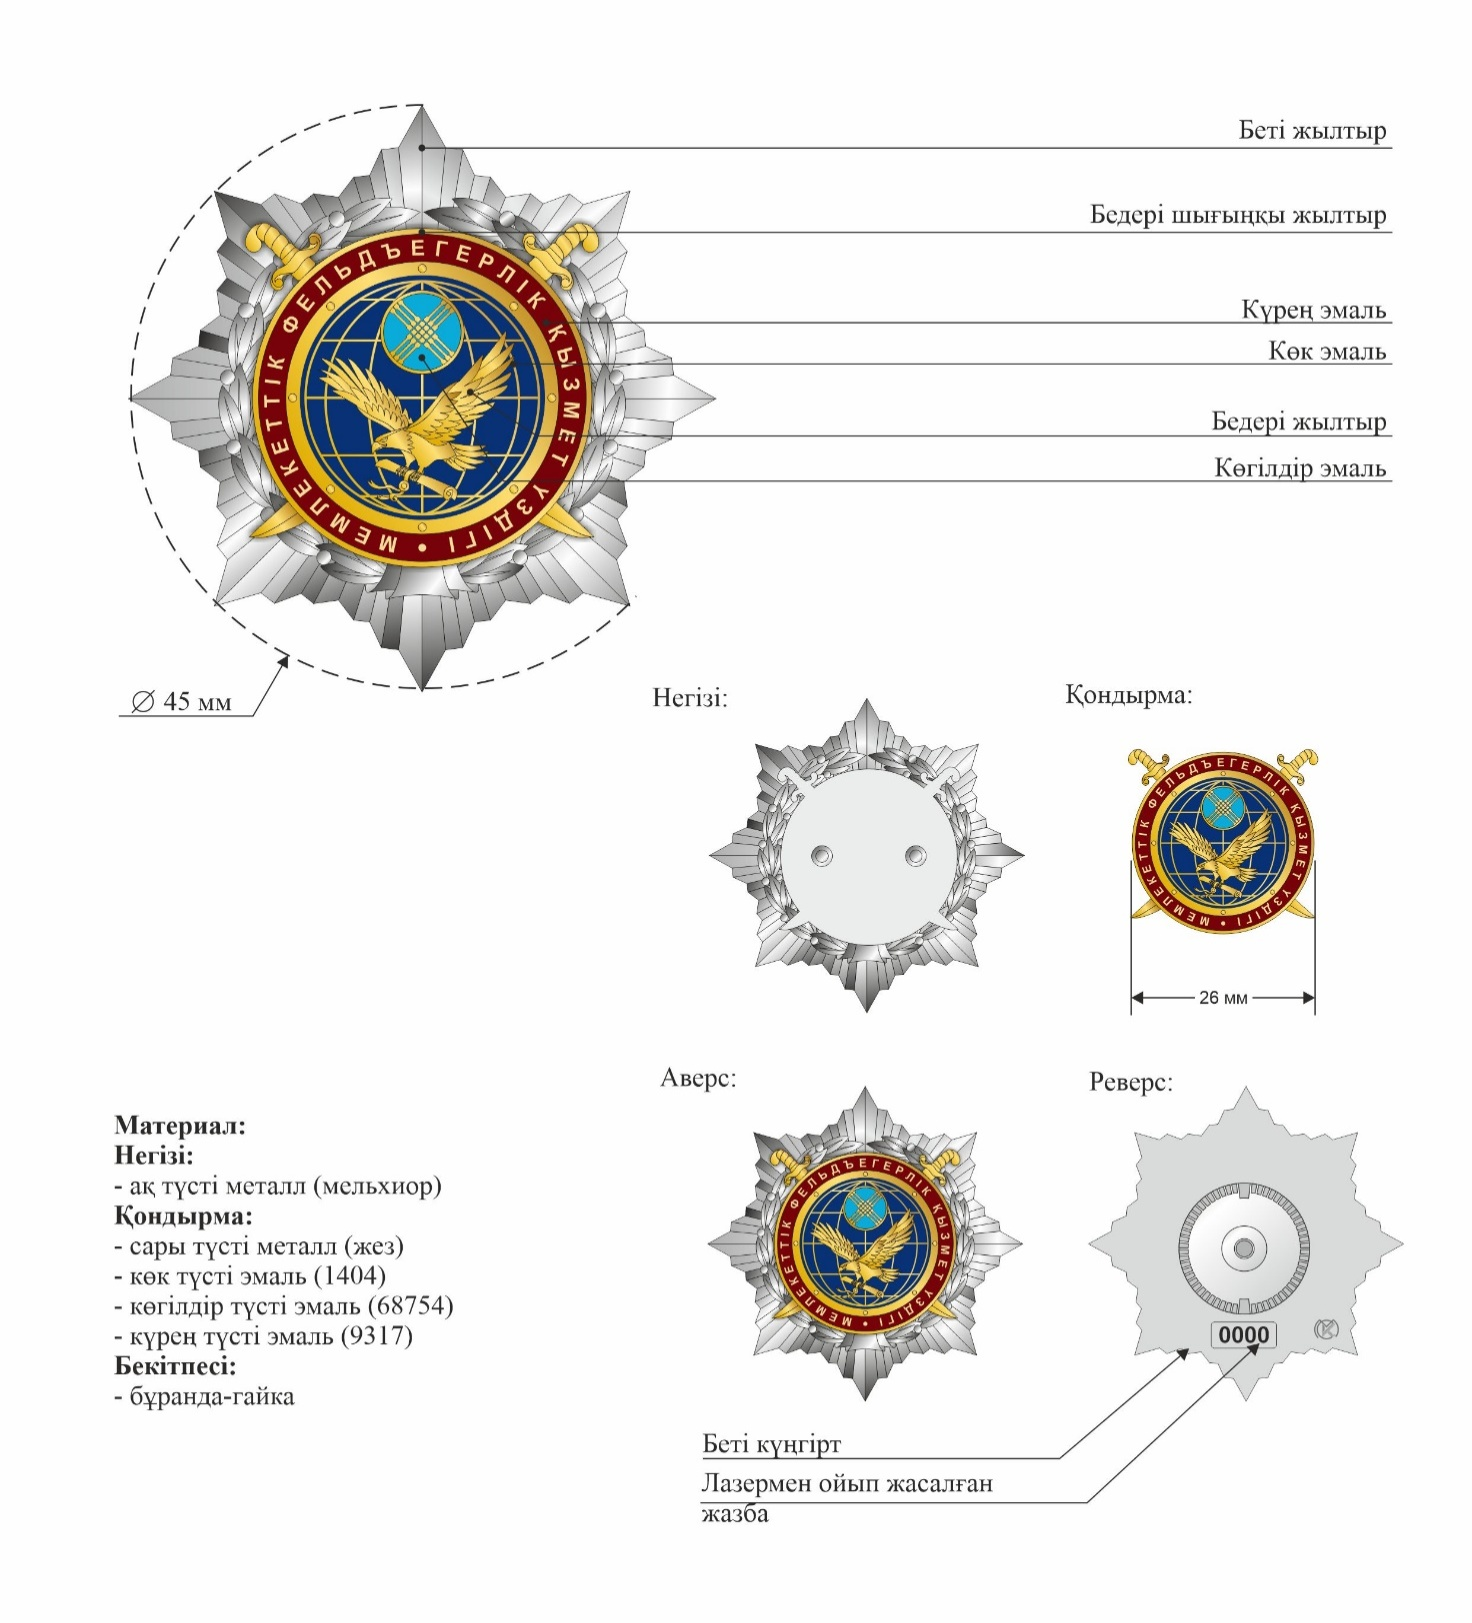 Беті жылтыр
Бедері шығыңқы жылтыр
Күрең эмаль
Көк эмаль
Бедері жылтыр
Көгілдір эмаль
МЕМЛЕКЕТТІК ФЕЛЬДЪЕГЕРЛІК ҚЫЗМЕТ ҮЗДІГІ •
∅ 45 мм
Негізі:
Қондырма:
МЕМЛЕКЕТТІК ФЕЛЬДЪЕГЕРЛІК ҚЫЗМЕТ ҮЗДІГІ •
26 мм
Аверс:
Реверс:
МЕМЛЕКЕТТІК ФЕЛЬДЪЕГЕРЛІК ҚЫЗМЕТ ҮЗДІГІ •
0000
Материал:
Негізі:
- ақ түсті металл (мельхиор)
Қондырма:
- сары түсті металл (жез)
- көк түсті эмаль (1404)
- көгілдір түсті эмаль (68754)
- күрең түсті эмаль (9317)
Бекітпесі:
- бұранда-гайка
Беті күңгірт
Лазермен ойып жасалған
жазба